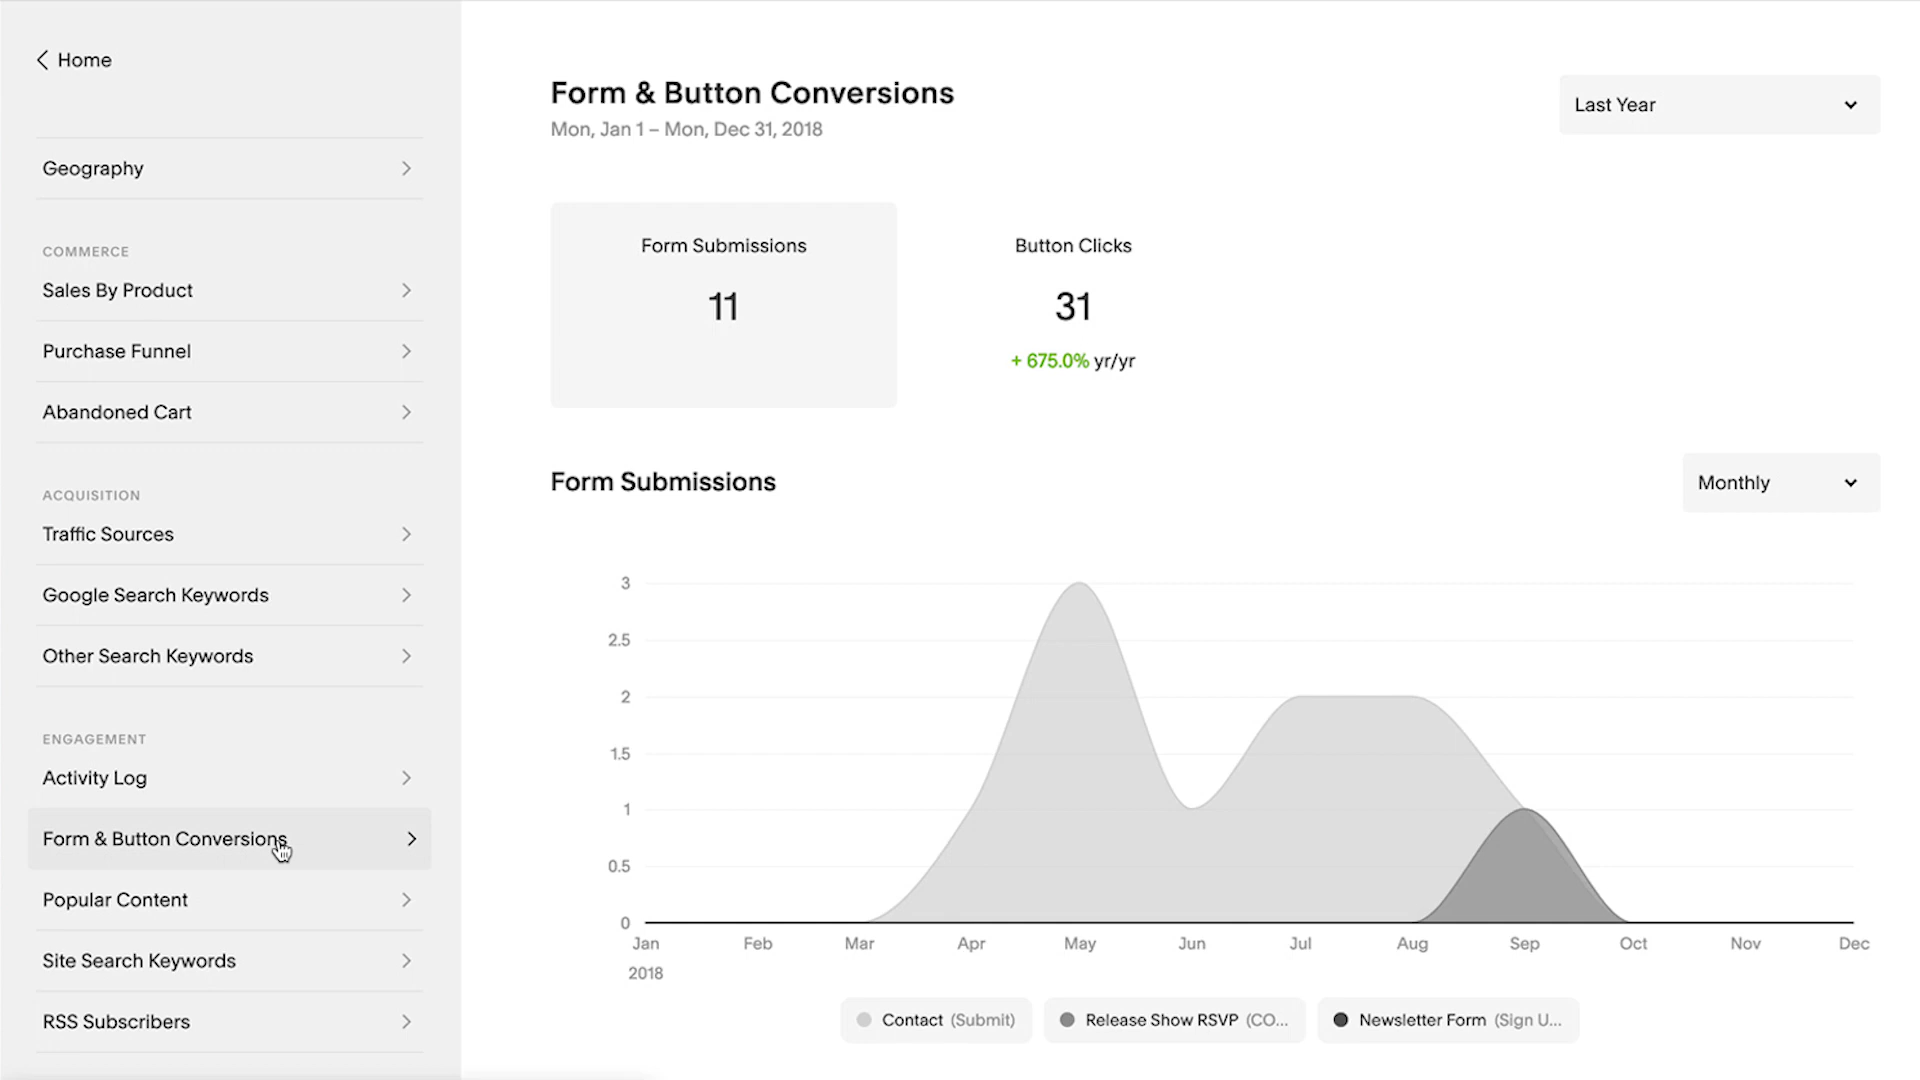 Home
Geography
COMMERCE
Sales By Product
Purchase Funnel
Abandoned Cart
ACQUISITION
Traffic Sources
Google Search Keywords
Other Search Keywords
ENGAGEMENT
Activity Log
Form & Button Conversions
Popular Content
Site Search Keywords
RSS Subscribers
Form & Button Conversions
Mon, Jan 1 – Mon, Dec 31, 2018
Last Year
Form Submissions
11
Button Clicks
31
+ 675.0% yr/yr
Form Submissions
Monthly
3
2.5
2
1.5
1
0.5
0
Jan Feb Mar Apr May Jun Jul Aug Sep Oct Nov Dec
2018
Contact (Submit) Release Show RSVP (CO... Newsletter Form (Sign U...